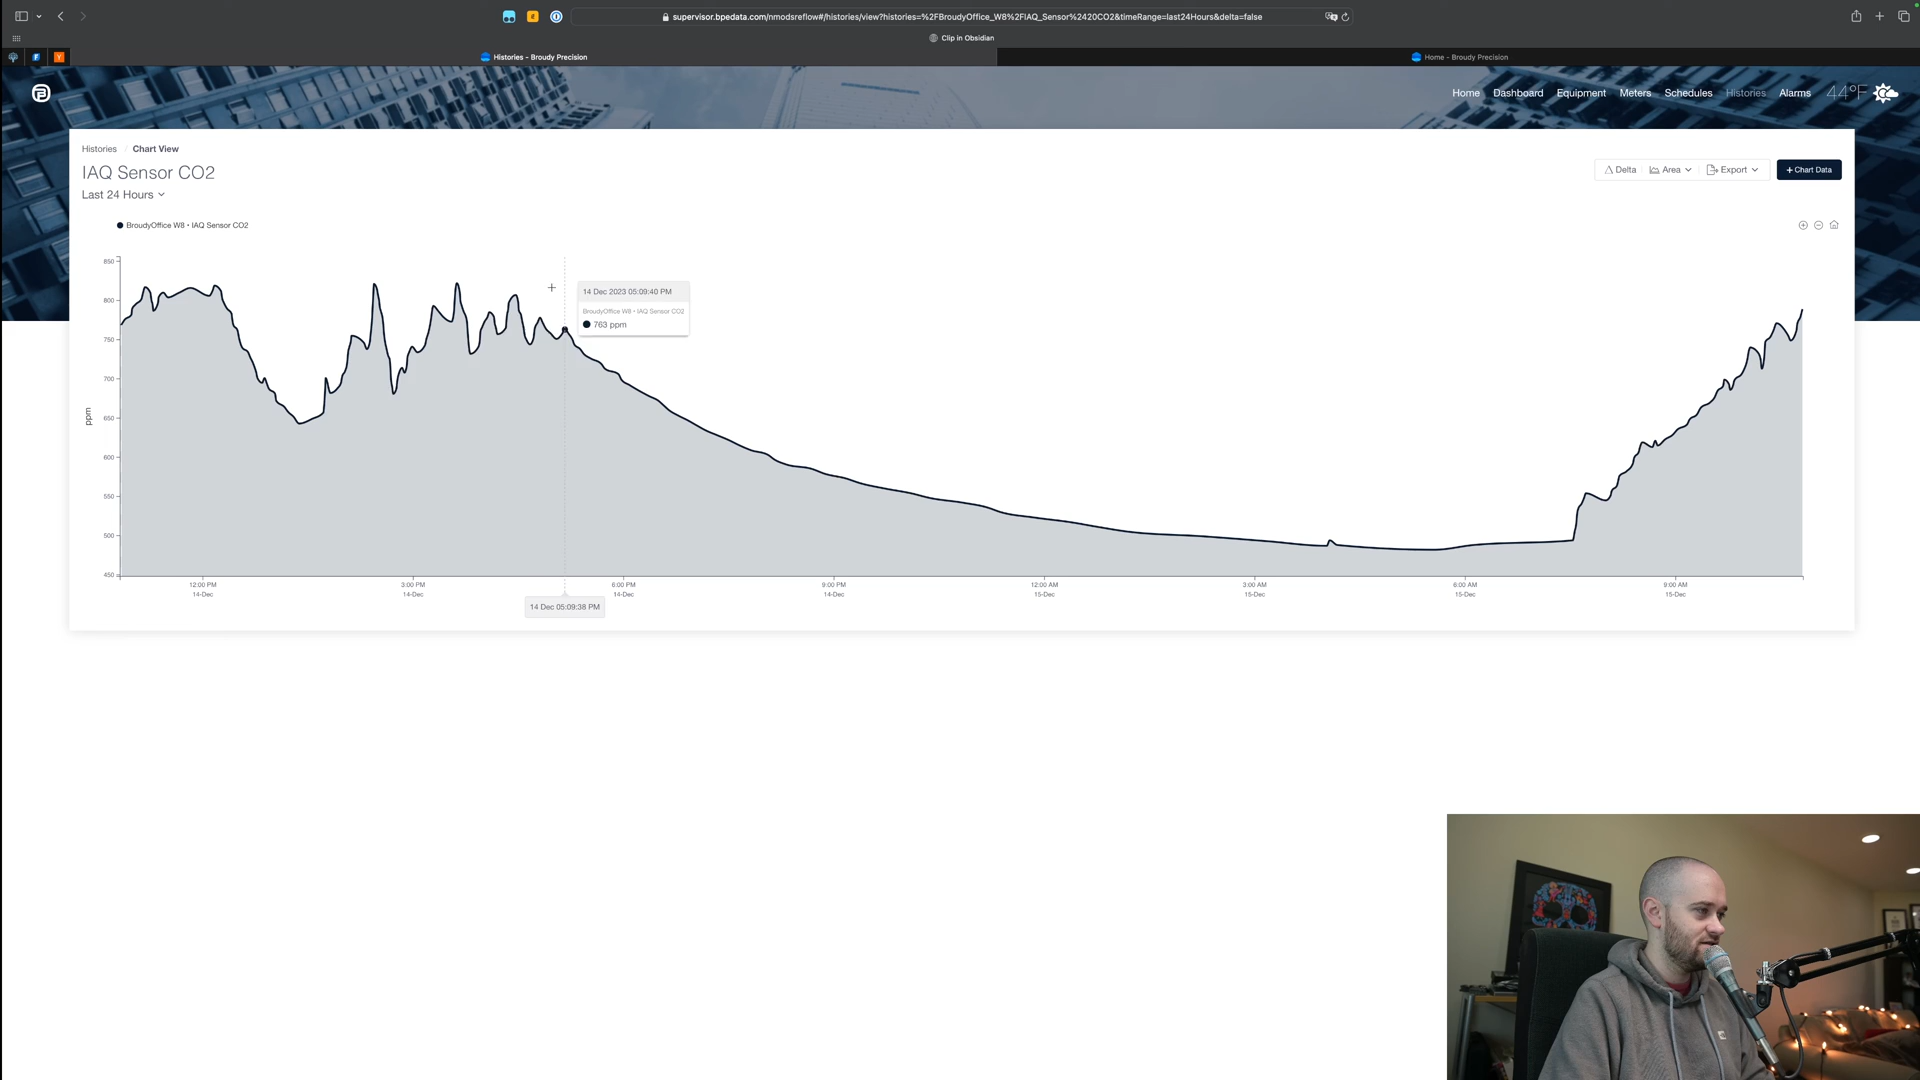 supervisor.bpedata.com/nmodsreflow#/histories/view?histories=%2FBroudyOffice_W8%2FIAQ_Sensor%2420CO2&timeRange=last24Hours&delta=false
Clip in Obsidian
Histories - Broudy Precision
Home - Broudy Precision
Home Dashboard Equipment Meters Schedules Histories Alarms 44°F
Histories / Chart View
IAQ Sensor CO2
Last 24 Hours
Delta Area Export + Chart Data
BroudyOffice W8 • IAQ Sensor CO2
850
800
750
700
650
600
550
500
450
ppm
14 Dec 2023 05:09:40 PM
BroudyOffice W8 • IAQ Sensor CO2
763 ppm
12:00 PM 3:00 PM 6:00 PM 9:00 PM 12:00 AM 3:00 AM 6:00 AM 9:00 AM
14-Dec 14-Dec 14-Dec 14-Dec 15-Dec 15-Dec 15-Dec 15-Dec
14 Dec 05:09:38 PM